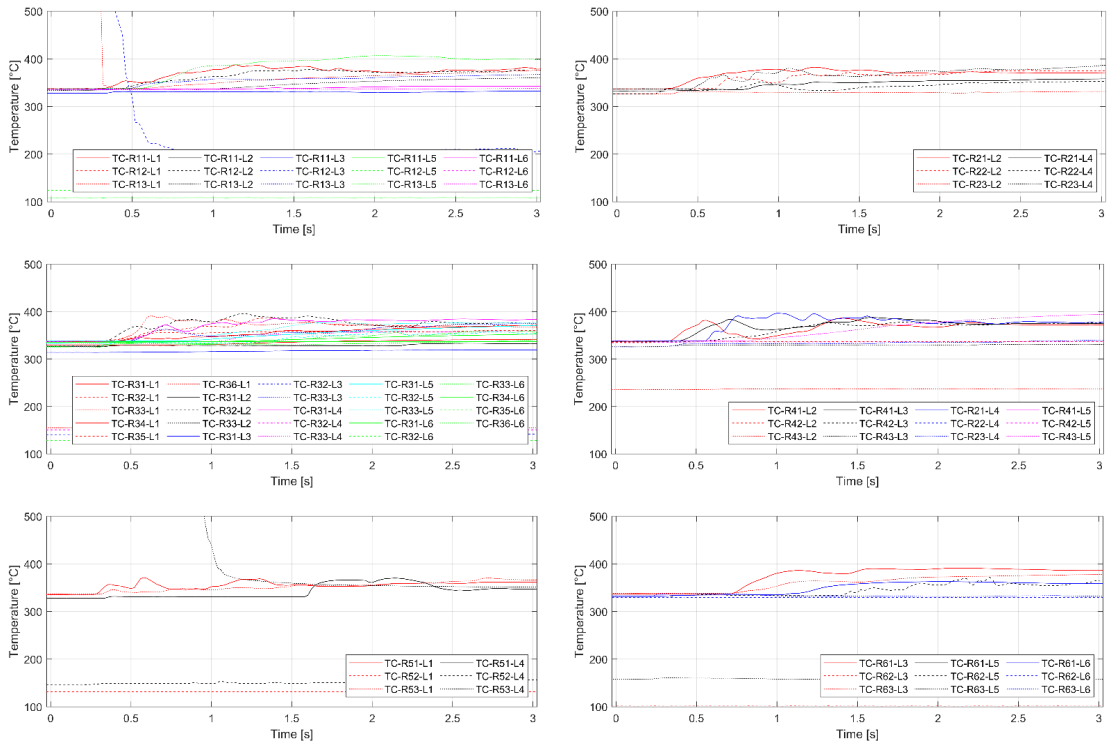 500
400
300
200
100
Temperature [°C]
TC-R11-L1 TC-R11-L2 TC-R11-L3 TC-R11-L5 TC-R11-L6
TC-R12-L1 TC-R12-L2 TC-R12-L3 TC-R12-L5 TC-R12-L6
TC-R13-L1 TC-R13-L2 TC-R13-L3 TC-R13-L5 TC-R13-L6
0 0.5 1 1.5 2 2.5 3
Time [s]
500
400
300
200
100
Temperature [°C]
TC-R21-L2 TC-R21-L4
TC-R22-L2 TC-R22-L4
TC-R23-L2 TC-R23-L4
0 0.5 1 1.5 2 2.5 3
Time [s]
500
400
300
200
100
Temperature [°C]
TC-R31-L1 TC-R36-L1 TC-R32-L3 TC-R31-L5 TC-R33-L6
TC-R32-L1 TC-R31-L2 TC-R33-L3 TC-R32-L5 TC-R34-L6
TC-R33-L1 TC-R32-L2 TC-R31-L4 TC-R33-L5 TC-R35-L6
TC-R34-L1 TC-R33-L2 TC-R32-L4 TC-R31-L6 TC-R36-L6
TC-R35-L1 TC-R31-L3 TC-R33-L4 TC-R32-L6
0 0.5 1 1.5 2 2.5 3
Time [s]
500
400
300
200
100
Temperature [°C]
TC-R41-L2 TC-R41-L3 TC-R21-L4 TC-R41-L5
TC-R42-L2 TC-R42-L3 TC-R22-L4 TC-R42-L5
TC-R43-L2 TC-R43-L3 TC-R23-L4 TC-R43-L5
0 0.5 1 1.5 2 2.5 3
Time [s]
500
400
300
200
100
Temperature [°C]
TC-R51-L1 TC-R51-L4
TC-R52-L1 TC-R52-L4
TC-R53-L1 TC-R53-L4
0 0.5 1 1.5 2 2.5 3
Time [s]
500
400
300
200
100
Temperature [°C]
TC-R61-L3 TC-R61-L5 TC-R61-L6
TC-R62-L3 TC-R62-L5 TC-R62-L6
TC-R63-L3 TC-R63-L5 TC-R63-L6
0 0.5 1 1.5 2 2.5 3
Time [s]